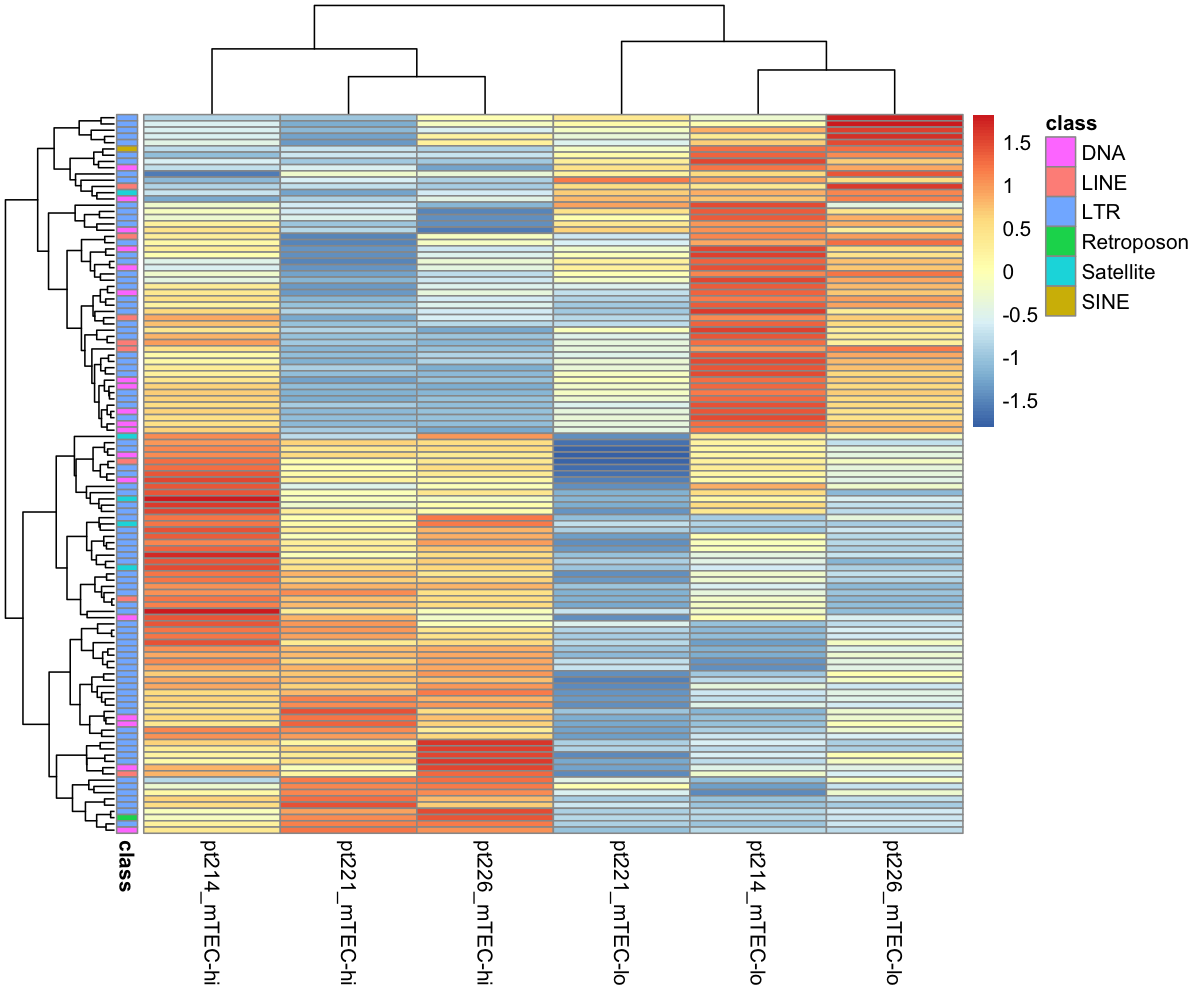 class
DNA
LINE
LTR
Retroposon
Satellite
SINE
1.5
1
0.5
0
-0.5
-1
-1.5
class
pt214_mTEC-hi
pt221_mTEC-hi
pt226_mTEC-hi
pt221_mTEC-lo
pt214_mTEC-lo
pt226_mTEC-lo